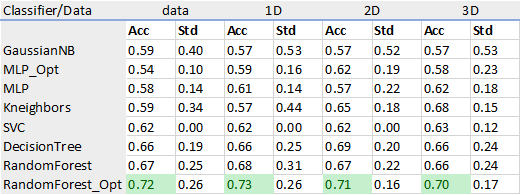 Classifier/Data data 1D 2D 3D
Acc Std Acc Std Acc Std Acc Std
GaussianNB 0.59 0.40 0.57 0.53 0.57 0.52 0.57 0.53
MLP_Opt 0.54 0.10 0.59 0.16 0.62 0.19 0.58 0.23
MLP 0.58 0.14 0.61 0.14 0.57 0.22 0.62 0.18
Kneighbors 0.59 0.34 0.57 0.44 0.65 0.18 0.68 0.15
SVC 0.62 0.00 0.62 0.00 0.62 0.00 0.63 0.12
DecisionTree 0.66 0.19 0.66 0.25 0.69 0.20 0.66 0.24
RandomForest 0.67 0.25 0.68 0.31 0.67 0.22 0.66 0.24
RandomForest_Opt 0.72 0.26 0.73 0.26 0.71 0.16 0.70 0.17